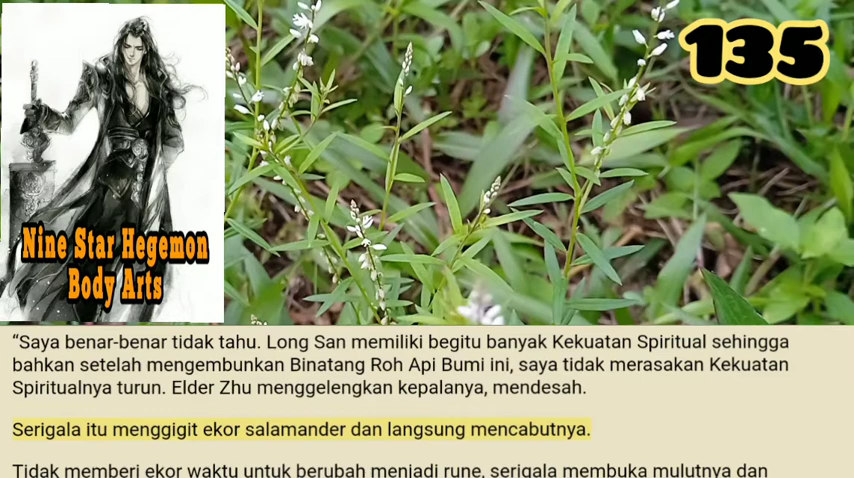 135
Nine Star Hegemon
Body Arts
“Saya benar-benar tidak tahu. Long San memiliki begitu banyak Kekuatan Spiritual sehingga
bahkan setelah mengembunkan Binatang Roh Api Bumi ini, saya tidak merasakan Kekuatan
Spiritualnya turun. Elder Zhu menggelengkan kepalanya, mendesah.
Serigala itu menggigit ekor salamander dan langsung mencabutnya.
Tidak memberi ekor waktu untuk berubah menjadi rune, serigala membuka mulutnya dan